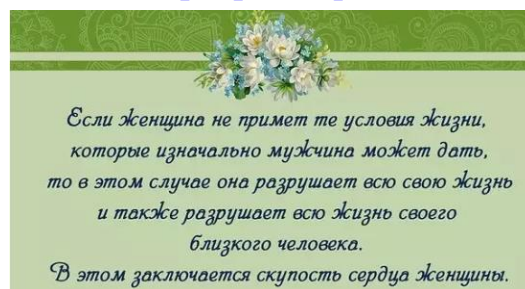 Если женщина не примет те условия жизни,
которые изначально мужчина может дать,
то в этом случае она разрушает всю свою жизнь
и также разрушает всю жизнь своего
близкого человека.
В этом заключается скупость сердца женщины.